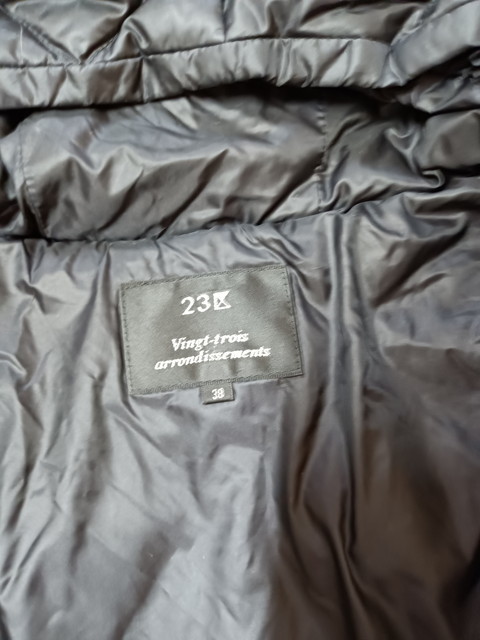 23区
Vingt-trois
arrondissements
38